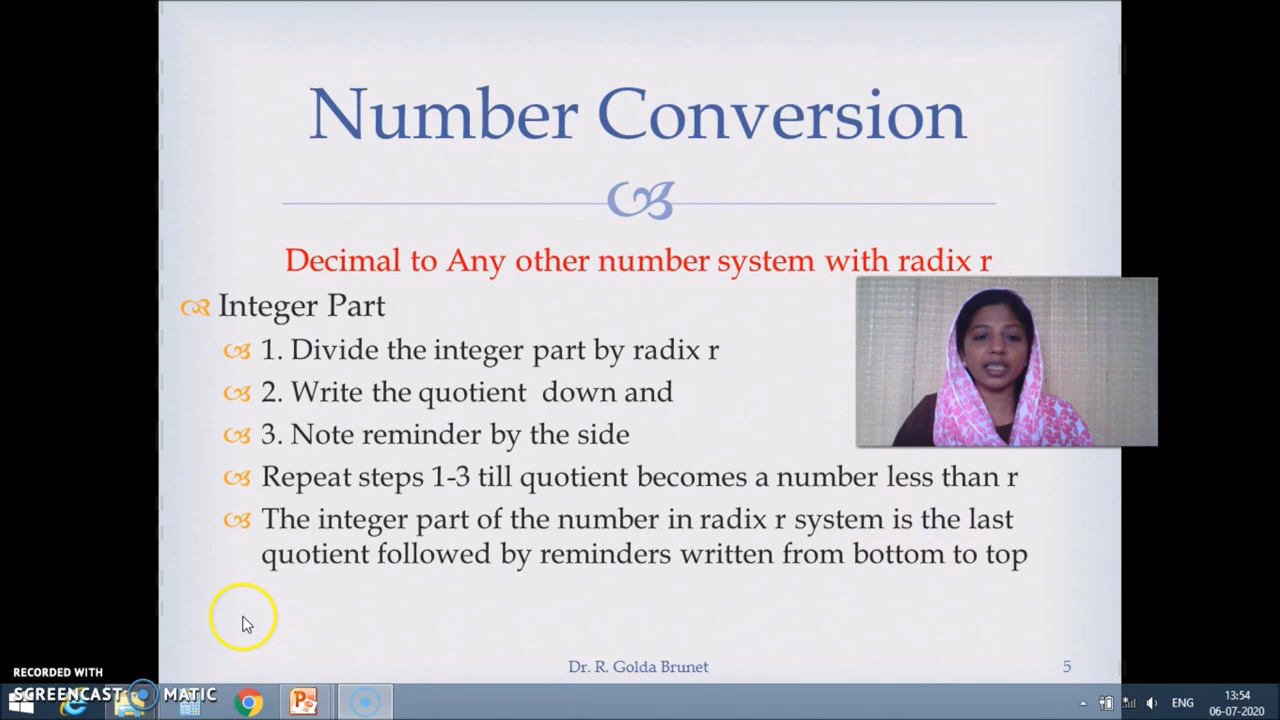 Number Conversion
Decimal to Any other number system with radix r
Integer Part
1. Divide the integer part by radix r
2. Write the quotient down and
3. Note reminder by the side
Repeat steps 1-3 till quotient becomes a number less than r
The integer part of the number in radix r system is the last
quotient followed by reminders written from bottom to top
Dr. R. Golda Brunet
5
RECORDED WITH
SCREENCAST MATIC
ENG
13:54
06-07-2020